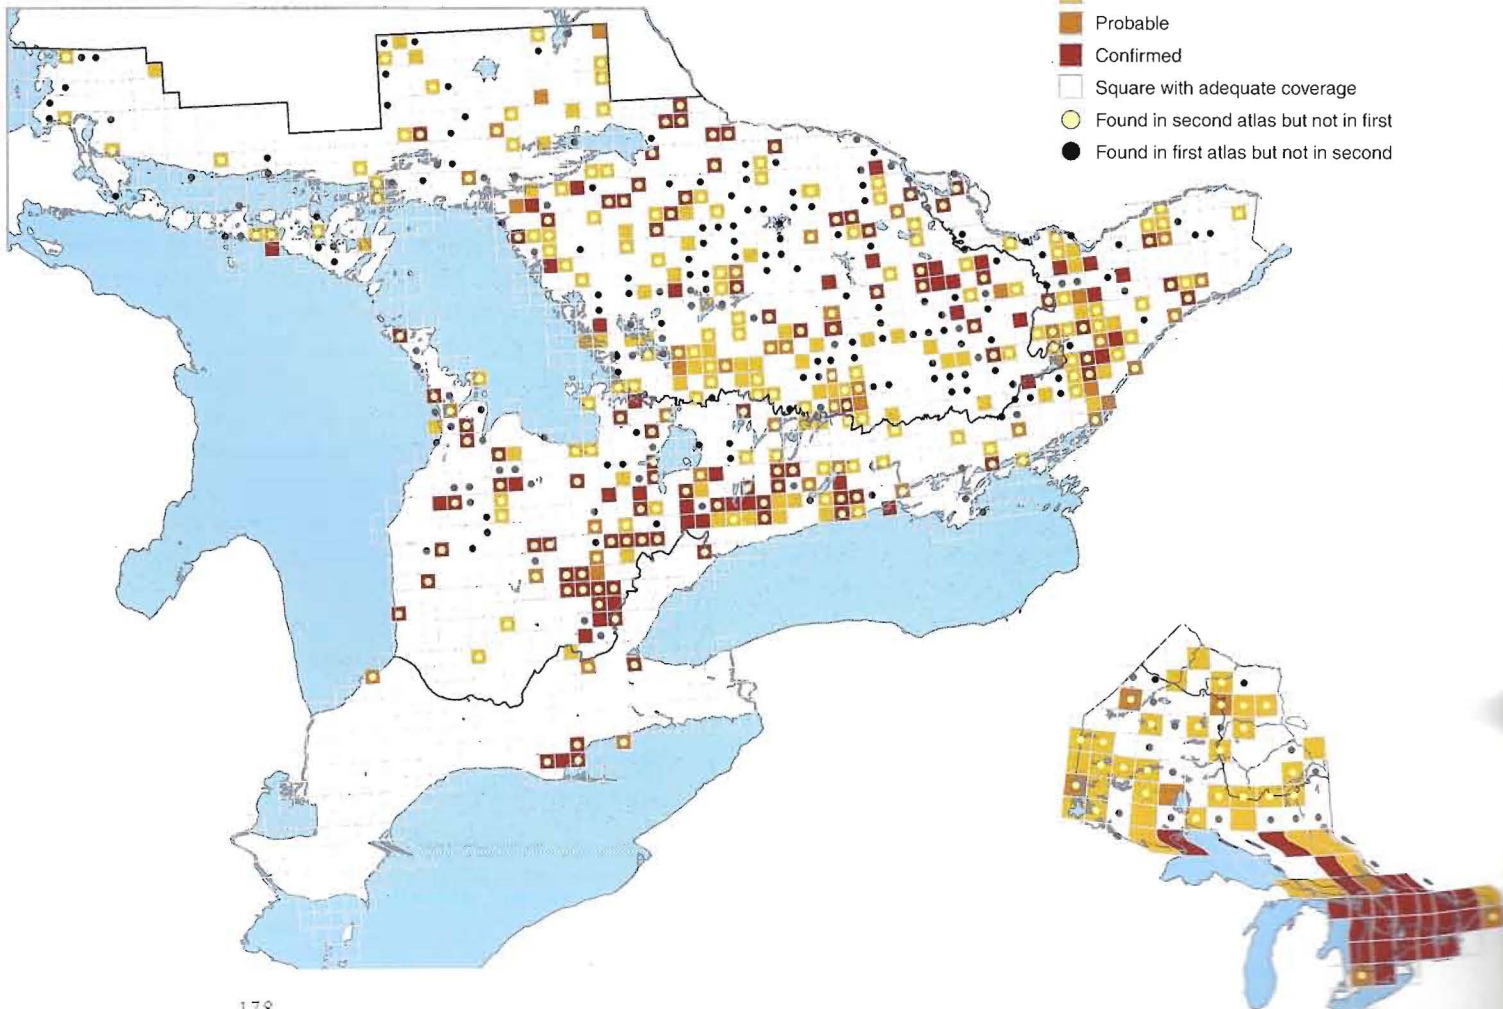 Probable
Confirmed
Square with adequate coverage
Found in second atlas but not in first
Found in first atlas but not in second